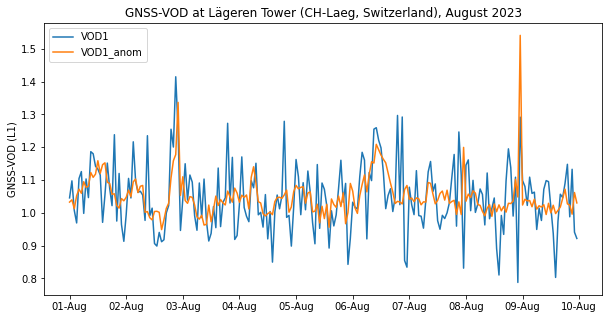 GNSS-VOD at Lägeren Tower (CH-Laeg, Switzerland), August 2023
VOD1
VOD1_anom
GNSS-VOD (L1)
1.5
1.4
1.3
1.2
1.1
1.0
0.9
0.8
01-Aug 02-Aug 03-Aug 04-Aug 05-Aug 06-Aug 07-Aug 08-Aug 09-Aug 10-Aug